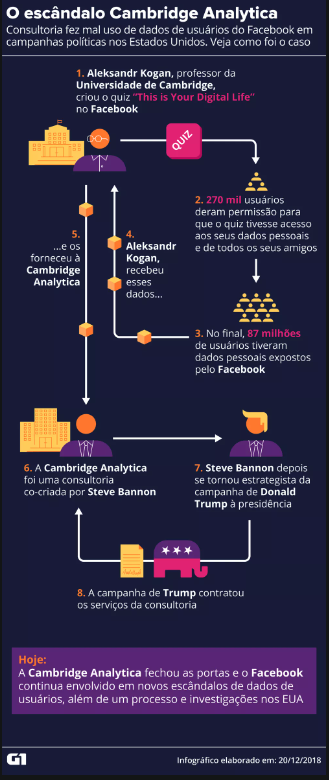 O escândalo Cambridge Analytica
Consultoria fez mal uso de dados de usuários do Facebook em
campanhas políticas nos Estados Unidos. Veja como foi o caso
1. Aleksandr Kogan, professor da
Universidade de Cambridge,
criou o quiz "This is Your Digital Life"
no Facebook
QUIZ
2. 270 mil usuários
deram permissão para
que o quiz tivesse acesso
aos seus dados pessoais
e de todos os seus amigos
3. No final, 87 milhões
de usuários tiveram
dados pessoais expostos
pelo Facebook
4.
Aleksandr
Kogan,
recebeu
esses
dados...
5.
...e os
forneceu à
Cambridge
Analytica
6. A Cambridge Analytica
foi uma consultoria
co-criada por Steve Bannon
7. Steve Bannon depois
se tornou estrategista da
campanha de Donald
Trump à presidência
8. A campanha de Trump contratou
os serviços da consultoria
Hoje:
A Cambridge Analytica fechou as portas e o Facebook
continua envolvido em novos escândalos de dados de
usuários, além de um processo e investigações nos EUA
G1
Infográfico elaborado em: 20/12/2018